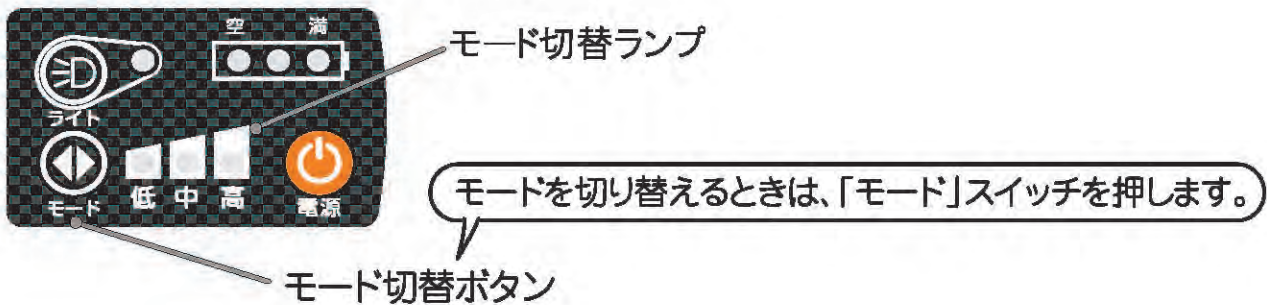 空 満
モード切替ランプ
ライト
低 中 高
モード
電源
モードを切り替えるときは、「モード」スイッチを押します。
モード切替ボタン